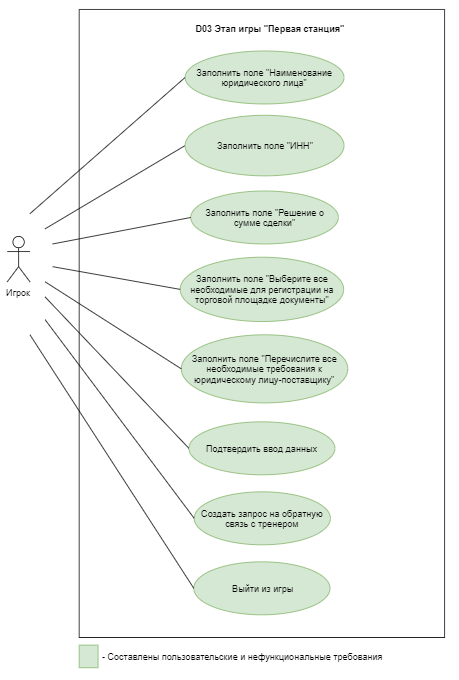 D03 Этап игры "Первая станция"
Заполнить поле "Наименование
юридического лица"
Заполнить поле "ИНН"
Заполнить поле "Решение о
сумме сделки"
Игрок
Заполнить поле "Выберите все
необходимые для регистрации на
торговой площадке документы"
Заполнить поле "Перечислите все
необходимые требования к
юридическому лицу-поставщику"
Подтвердить ввод данных
Создать запрос на обратную
связь с тренером
Выйти из игры
- Составлены пользовательские и нефункциональные требования